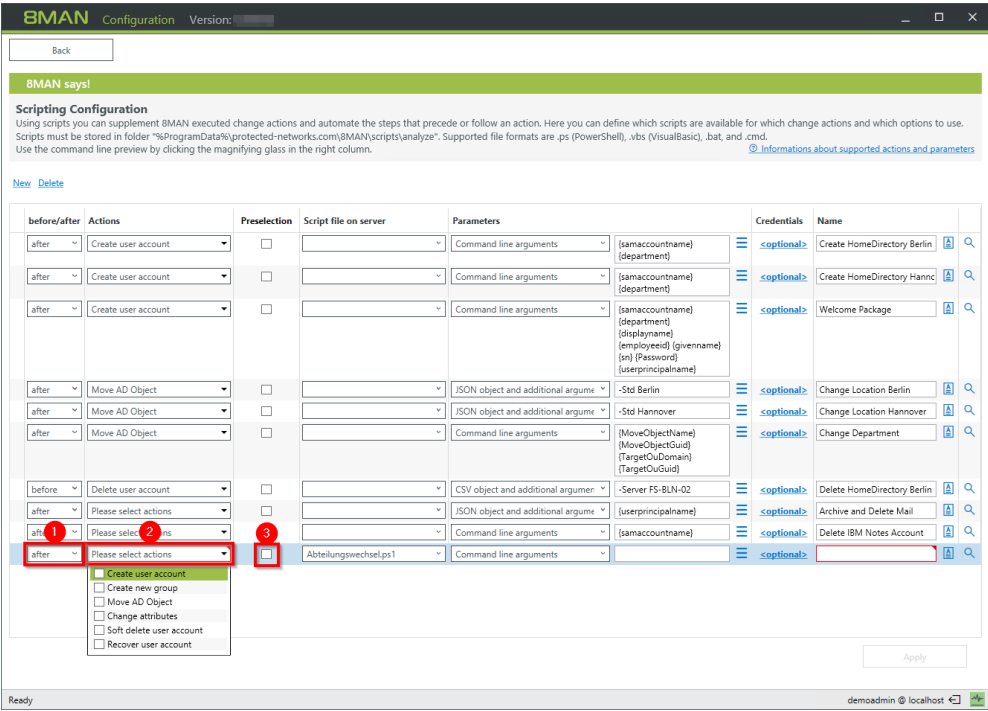 8MAN Configuration Version:
Back
8MAN says!
Scripting Configuration
Using scripts you can supplement 8MAN executed change actions and automate the steps that precede or follow an action. Here you can define which scripts are available for which change actions and which options to use.
Scripts must be stored in folder "%ProgramData%\protected-networks.com\8MAN\scripts\analyze". Supported file formats are .ps (PowerShell), .vbs (VisualBasic), .bat, and .cmd.
Use the command line preview by clicking the magnifying glass in the right column.
Informations about supported actions and parameters
New Delete
before/after Actions Preselection Script file on server Parameters Credentials Name
after Create user account Command line arguments {samaccountname} <optional> Create HomeDirectory Berlin
{department}
after Create user account Command line arguments {samaccountname} <optional> Create HomeDirectory Hannc
{department}
after Create user account Command line arguments {samaccountname} <optional> Welcome Package
{department}
{displayname}
{employeeid} {givenname}
{sn} {Password}
{userprincipalname}
after Move AD Object JSON object and additional argume -Std Berlin <optional> Change Location Berlin
after Move AD Object JSON object and additional argume -Std Hannover <optional> Change Location Hannover
after Move AD Object Command line arguments {MoveObjectName} <optional> Change Department
{MoveObjectGuid}
{TargetOuDomain}
{TargetOuGuid}
before Delete user account CSV object and additional argumen -Server FS-BLN-02 <optional> Delete HomeDirectory Berlin
after Please select actions JSON object and additional argume {userprincipalname} <optional> Archive and Delete Mail
1 2 3
Please Command line arguments {samaccountname} <optional> Delete IBM Notes Account
after Please select actions Abteilungswechsel.ps1 Command line arguments <optional>
Create user account
Create new group
Move AD Object
Change attributes
Soft delete user account
Recover user account
Apply
Ready demoadmin @ localhost